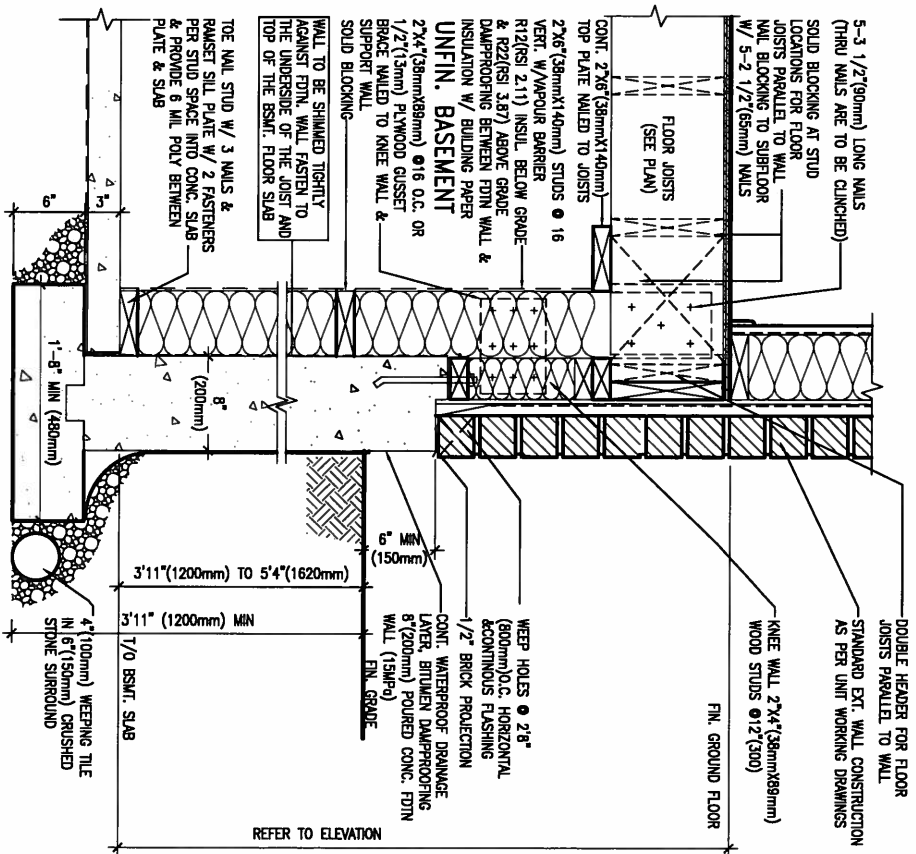 5-3 1/2"(90mm) LONG NAILS
(THRU NAILS ARE TO BE CLINCHED)
SOLID BLOCKING AT STUD
LOCATIONS FOR FLOOR
JOISTS PARALLEL TO WALL
NAIL BLOCKING TO SUBFLOOR
W/ 5-2 1/2"(65mm) NAILS
FLOOR JOISTS
(SEE PLAN)
CONT. 2"X6"(38mmX140mm)
TOP PLATE NAILED TO JOISTS
2"X6"(38mmX140mm) STUDS @ 16
VERT. W/VAPOUR BARRIER
R12(RSI 2.11) INSUL. BELOW GRADE
& R22(RSI 3.87) ABOVE GRADE
DAMPROOFING BETWEEN FDTN WALL &
INSULATION W/ BUILDING PAPER
UNFIN. BASEMENT
2"X4"(38mmX89mm) @16 O.C. OR
1/2"(13mm) PLYWOOD GUSSET
BRACE NAILED TO KNEE WALL &
SUPPORT WALL
SOLID BLOCKING
WALL TO BE SHIMMED TIGHTLY
AGAINST FDTN. WALL FASTEN TO
THE UNDERSIDE OF THE JOIST AND
TOP OF THE BSMT. FLOOR SLAB
TOE NAIL STUD W/ 3 NAILS &
RAMSET SILL PLATE W/ 2 FASTENERS
PER STUD SPACE INTO CONC. SLAB
& PROVIDE 6 MIL POLY BETWEEN
PLATE & SLAB
6"
3"
1'-8" MIN (480mm)
8"
(200mm)
DOUBLE HEADER FOR FLOOR
JOISTS PARALLEL TO WALL
STANDARD EXT. WALL CONSTRUCTION
AS PER UNIT WORKING DRAWINGS
KNEE WALL 2"X4"(38mmX89mm)
WOOD STUDS @12"(300)
FIN. GROUND FLOOR
6" MIN
(150mm)
WEEP HOLES @ 2'8"
(800mm)O.C. HORIZONTAL
&CONTINOUS FLASHING
1/2" BRICK PROJECTION
CONT. WATERPROOF DRAINAGE
LAYER, BITUMEN DAMPPROOFING
8"(200mm) POURED CONC. FDTN
WALL (15MPa)
FIN. GRADE
3'11"(1200mm) TO 5'4"(1620mm)
3'11" (1200mm) MIN
REFER TO ELEVATION
T/O BSMT. SLAB
4"(100mm) WEEPING TILE
IN 6"(150mm) CRUSHED
STONE SURROUND